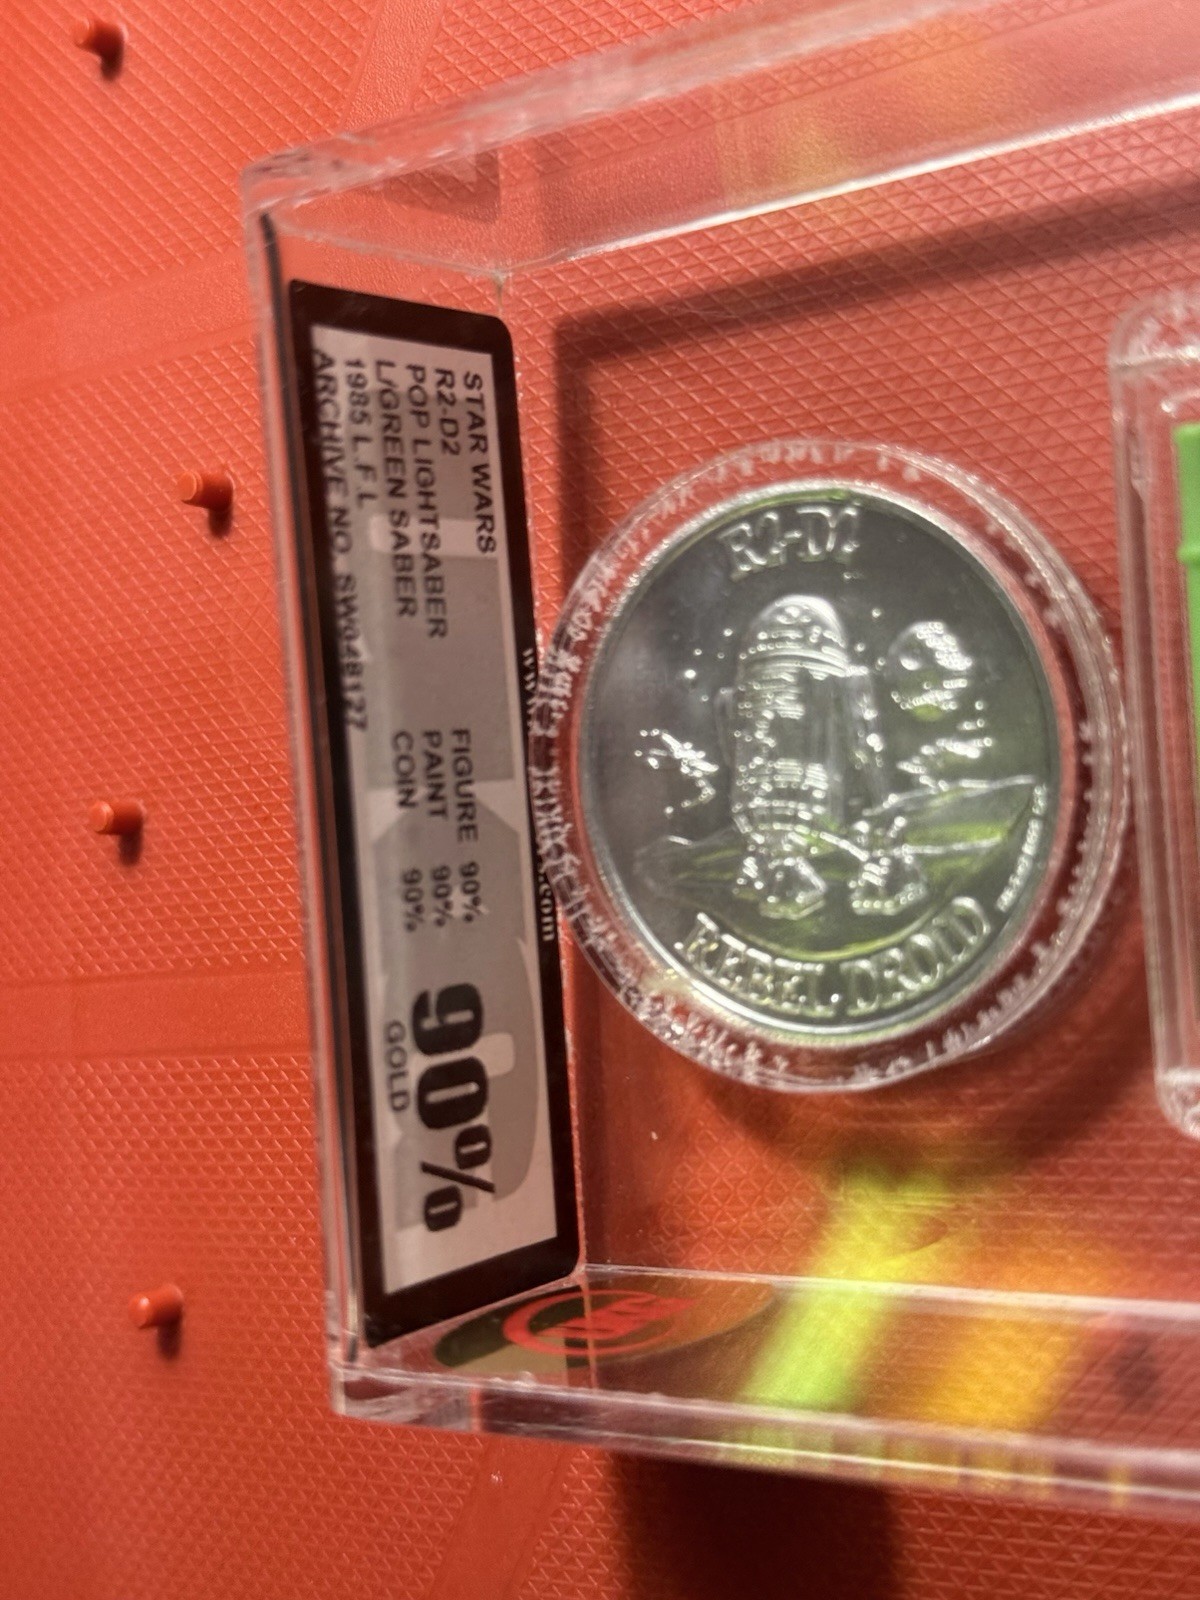 STAR WARS
R2-D2
POP LIGHTSABER
L/GREEN SABER
1985 L.F.L
ARCHIVE NO. SW048127
FIGURE 90%
PAINT 90%
COIN 90%
90%
GOLD
R2-D2
REBEL DROID